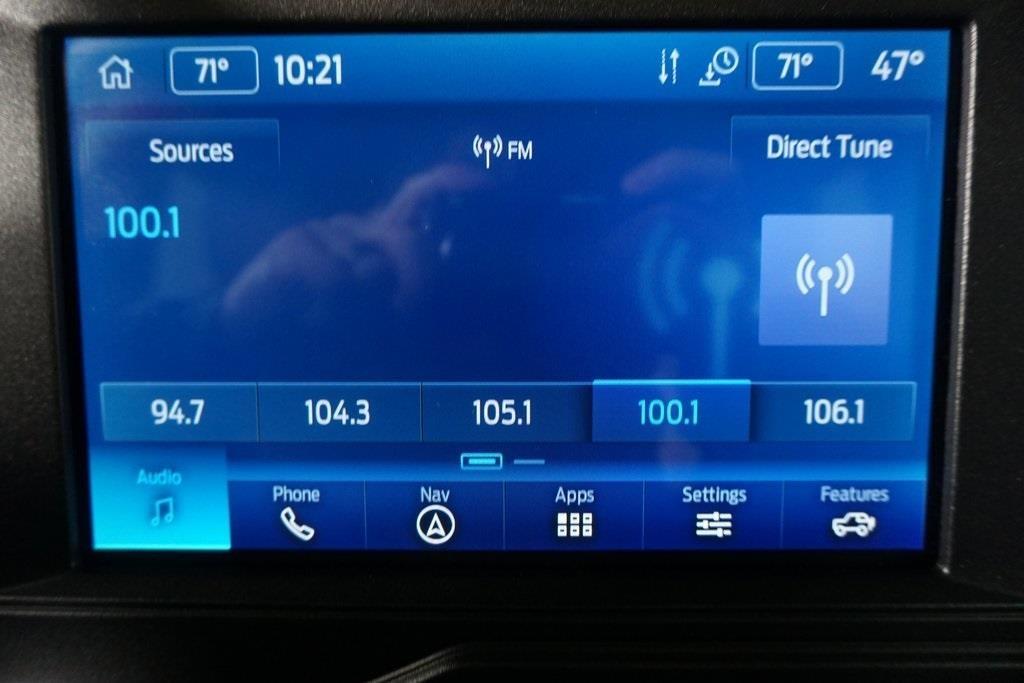 71° 10:21 71° 47°
Sources FM Direct Tune
100.1
94.7 104.3 105.1 100.1 106.1
Audio Phone Nav Apps Settings Features